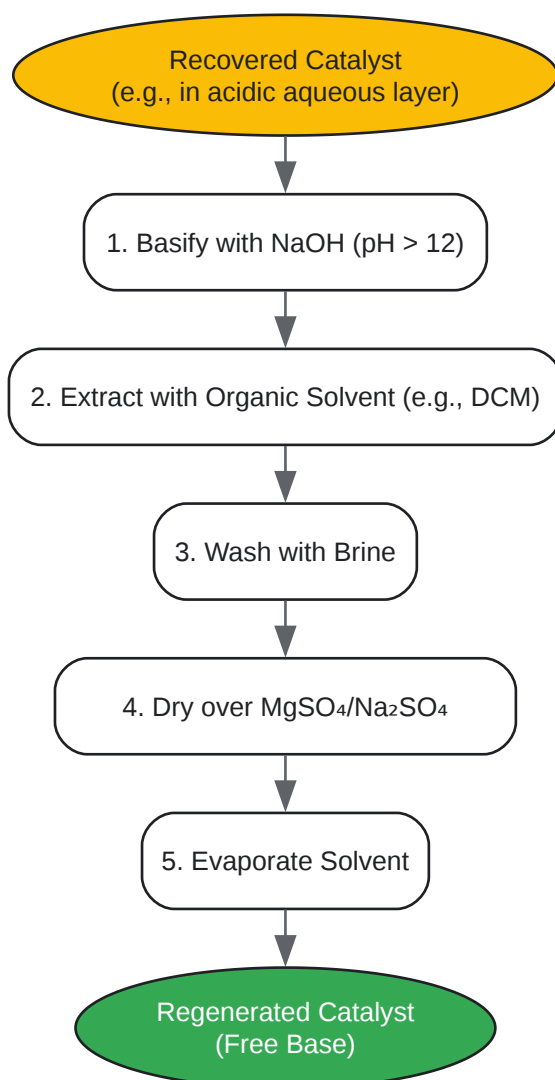 Recovered Catalyst
(e.g., in acidic aqueous layer)
1. Basify with NaOH (pH > 12)
2. Extract with Organic Solvent (e.g., DCM)
3. Wash with Brine
4. Dry over MgSO₄/Na₂SO₄
5. Evaporate Solvent
Regenerated Catalyst
(Free Base)